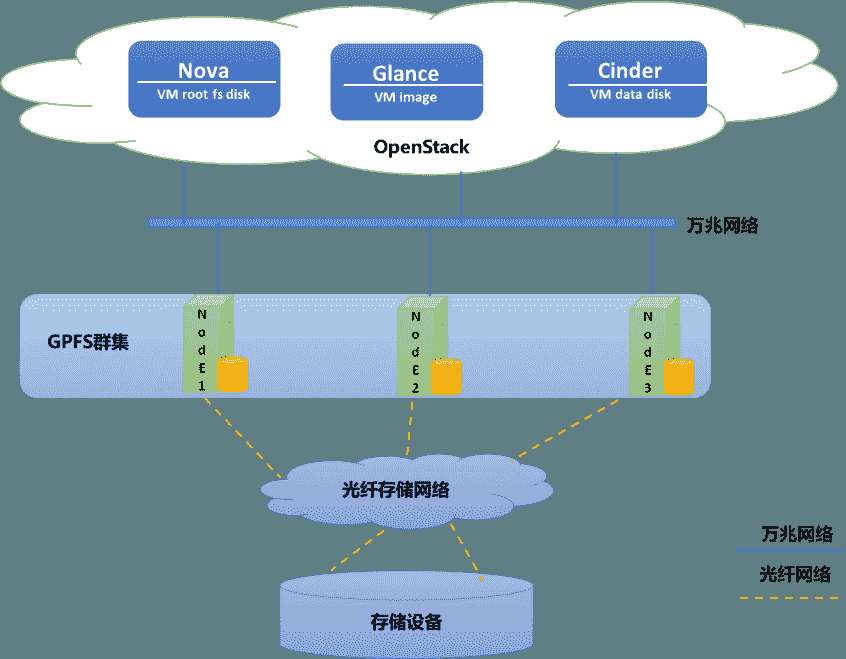 Nova
VM root fs disk
Glance
VM image
Cinder
VM data disk
OpenStack
万兆网络
GPFS群集
NodE1
NodE2
NodE3
光纤存储网络
万兆网络
光纤网络
存储设备